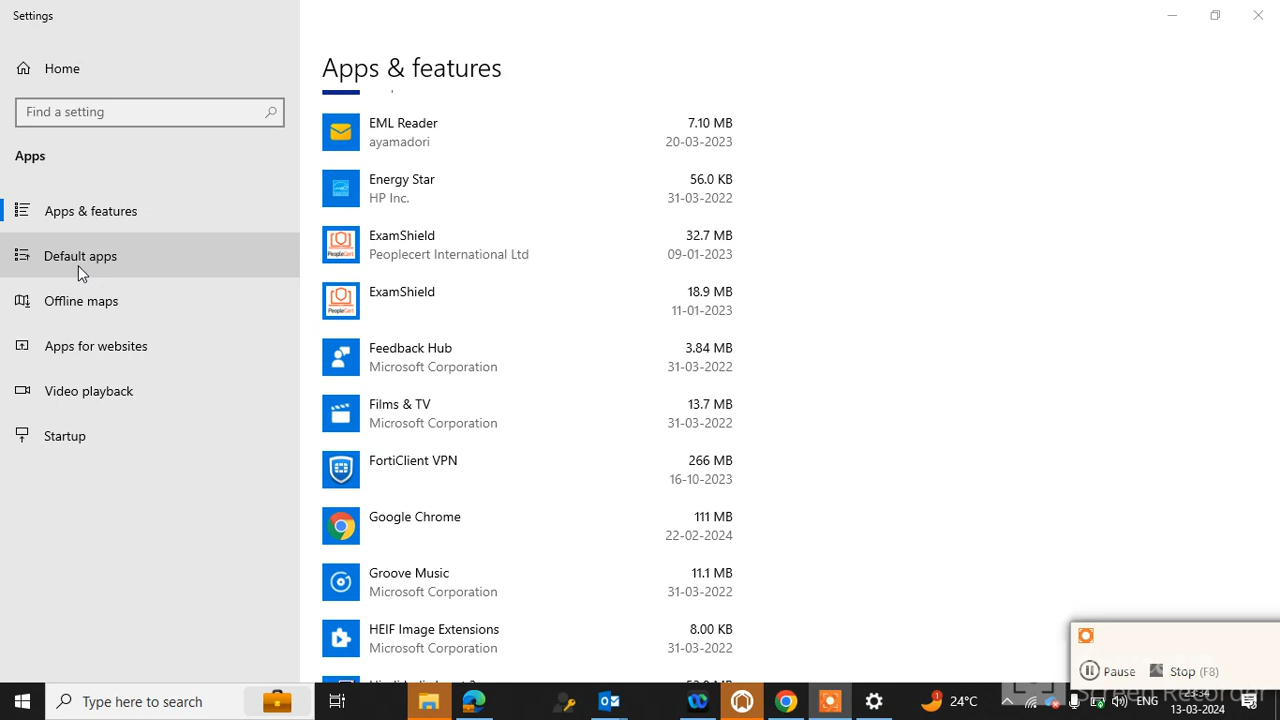 Settings
Home
Find a setting
Apps
Apps & features
Default apps
Offline maps
Apps for websites
Video playback
Startup
Apps & features
EML Reader 7.10 MB
ayamadori 20-03-2023
Energy Star 56.0 KB
HP Inc. 31-03-2022
ExamShield 32.7 MB
Peoplecert International Ltd 09-01-2023
ExamShield 18.9 MB
11-01-2023
Feedback Hub 3.84 MB
Microsoft Corporation 31-03-2022
Films & TV 13.7 MB
Microsoft Corporation 31-03-2022
FortiClient VPN 266 MB
16-10-2023
Google Chrome 111 MB
22-02-2024
Groove Music 11.1 MB
Microsoft Corporation 31-03-2022
HEIF Image Extensions 8.00 KB
Microsoft Corporation 31-03-2022
Pause Stop (F8)
Screen Recorder
Type here to search
24°C
ENG
23:34
13-03-2024